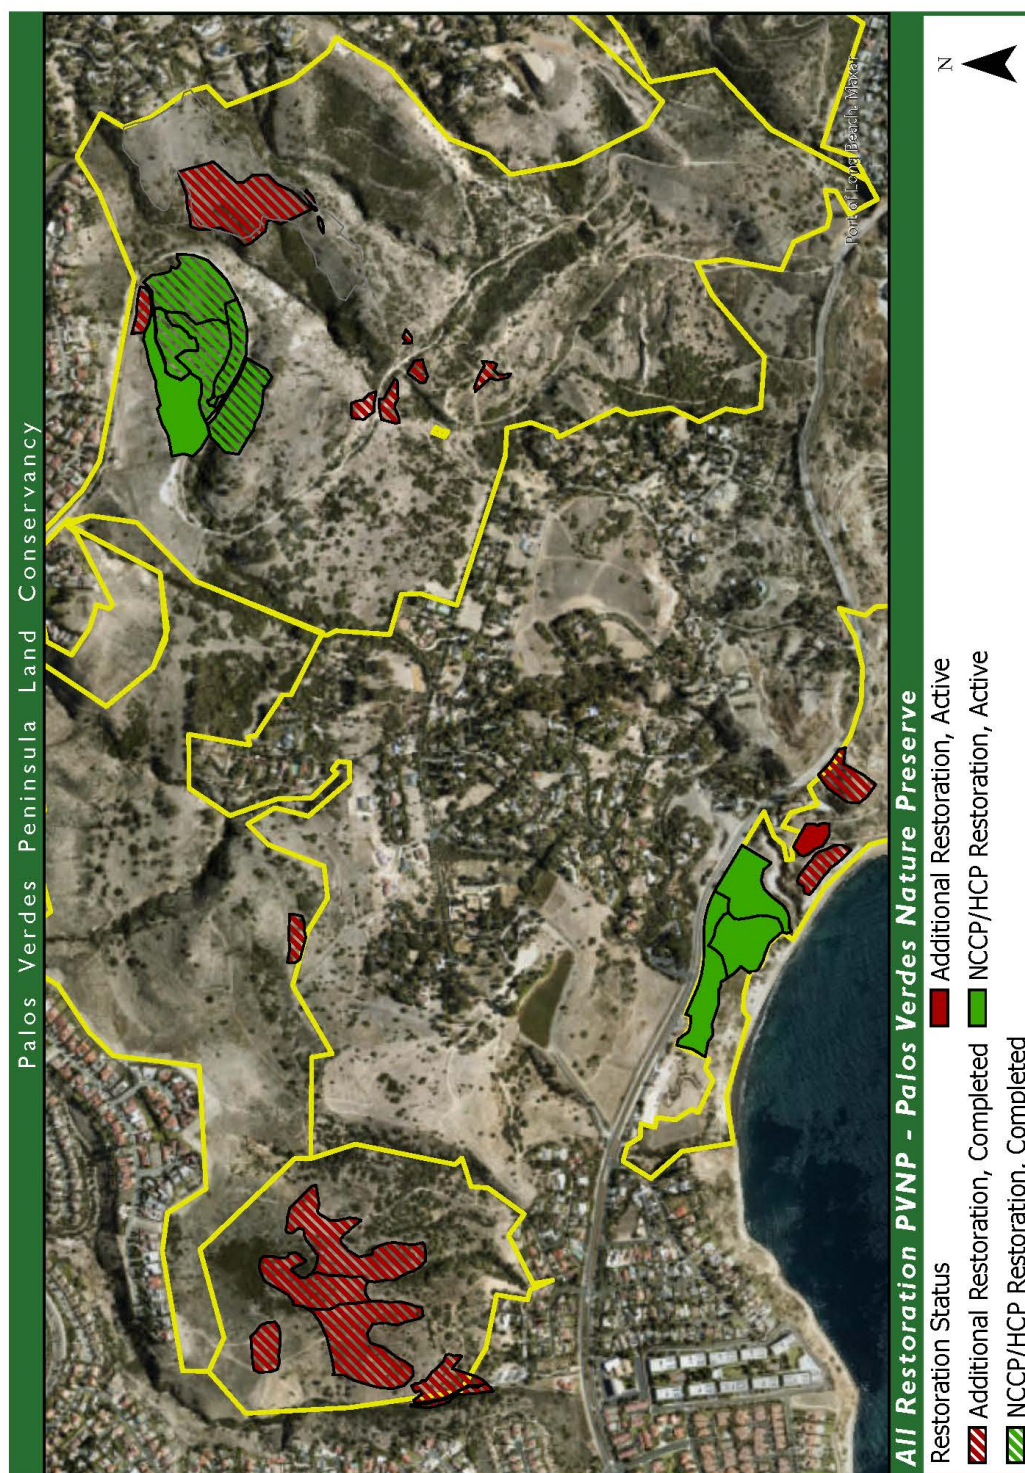 Palos Verdes Peninsula Land Conservancy
Port of Long Beach, Maxar
All Restoration PVNP - Palos Verdes Nature Preserve
Restoration Status
Additional Restoration, Completed
NCCP/HCP Restoration, Completed
Additional Restoration, Active
NCCP/HCP Restoration, Active
N